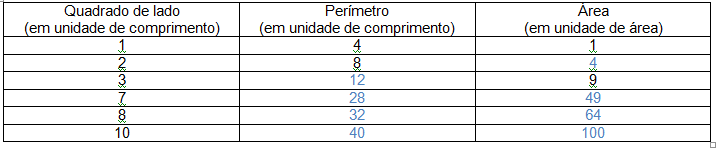 Quadrado de lado Perímetro Área
(em unidade de comprimento) (em unidade de comprimento) (em unidade de área)
1 4 1
2 8 4
3 12 9
7 28 49
8 32 64
10 40 100